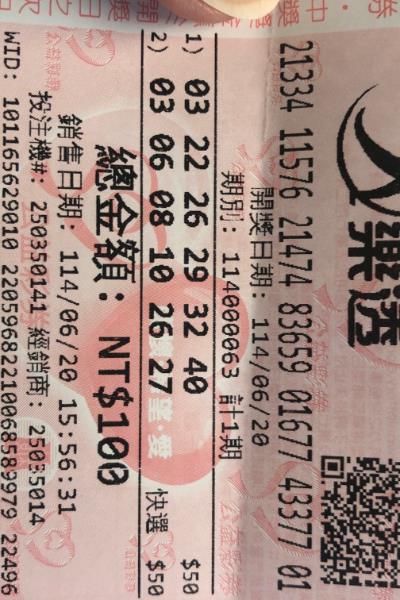 樂透
21334 11576 21474 83659 01677 43377 01
開獎日期: 114/06/20
期別: 114000063 計1期
1) 03 22 26 29 32 40 $50
2) 03 06 08 10 26 27 快選 $50
總金額: NT$100
銷售日期: 114/06/20 15:56:31
投注機#: 250350141 經銷商: 25035014
WID: 101165629010 22059682210068589979 22496